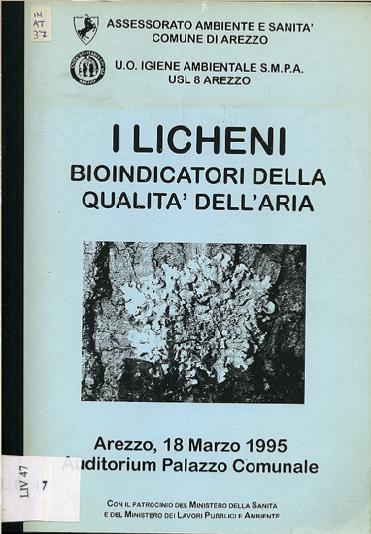 IN
AT
37
ASSESSORATO AMBIENTE E SANITA'
COMUNE DI AREZZO
U.O. IGIENE AMBIENTALE S.M.P.A.
USL 8 AREZZO
I LICHENI
BIOINDICATORI DELLA
QUALITA' DELL'ARIA
Arezzo, 18 Marzo 1995
Auditorium Palazzo Comunale
LIV 47
7
CON IL PATROCINIO DEL MINISTERO DELLA SANITÀ
E DEL MINISTERO DEI LAVORI PUBBLICI E AMBIENTE